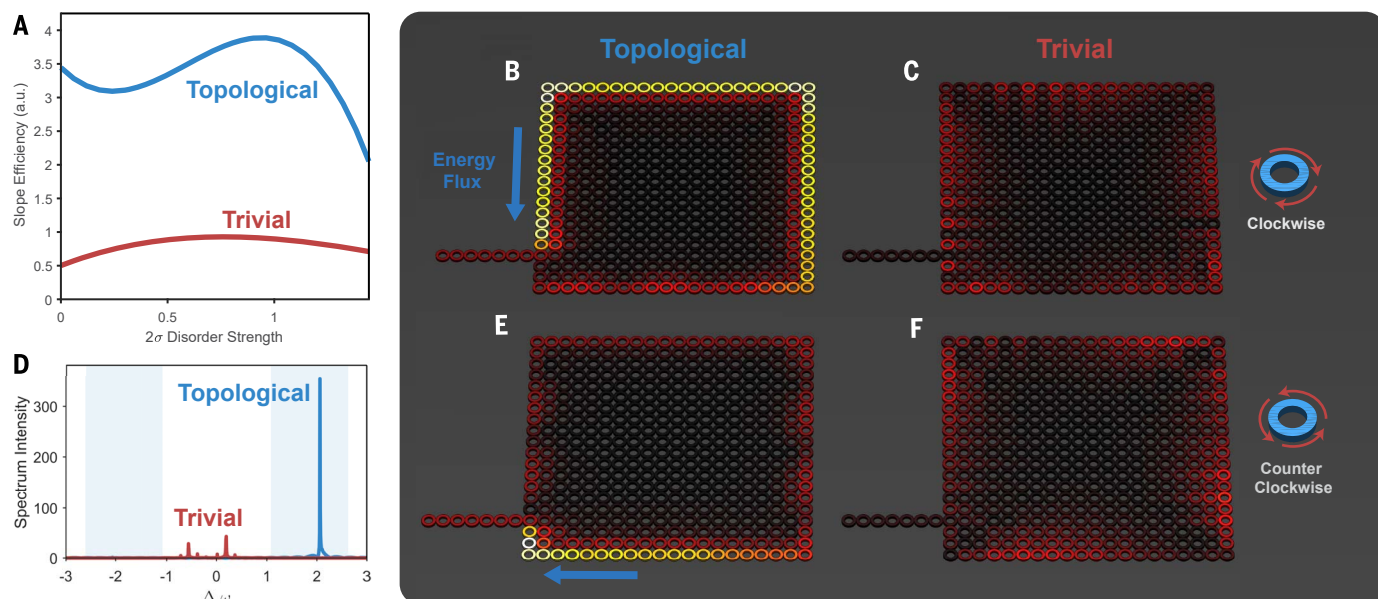 A
Slope Efficiency (a.u.)
4
3.5
3
2.5
2
1.5
1
0.5
0
Topological
Trivial
0
0.5
1
2σ Disorder Strength
Topological
Trivial
B
C
Energy
Flux
Clockwise
D
Spectrum Intensity
300
200
100
0
Topological
Trivial
-3
-2
-1
0
1
2
3
E
F
Counter
Clockwise